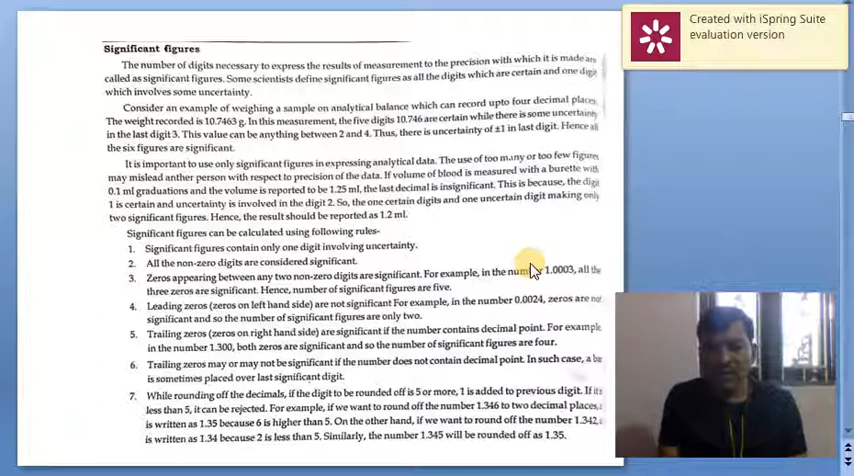 Created with iSpring Suite
evaluation version
Significant figures
The number of digits necessary to express the results of measurement to the precision with which it is made are
called as significant figures. Some scientists define significant figures as all the digits which are certain and one digit
which involves some uncertainty.
Consider an example of weighing a sample on analytical balance which can record upto four decimal places.
The weight recorded is 10.7463 g. In this measurement, the five digits 10.746 are certain while there is some uncertainty
in the last digit 3. This value can be anything between 2 and 4. Thus, there is uncertainty of ±1 in last digit. Hence all
the six figures are significant.
It is important to use only significant figures in expressing analytical data. The use of too many or too few figures
may mislead anther person with respect to precision of the data. If volume of blood is measured with a burette with
0.1 ml graduations and the volume is reported to be 1.25 ml, the last decimal is insignificant. This is because, the digit
1 is certain and uncertainty is involved in the digit 2. So, the one certain digits and one uncertain digit making only
two significant figures. Hence, the result should be reported as 1.2 ml.
Significant figures can be calculated using following rules-
1. Significant figures contain only one digit involving uncertainty.
2. All the non-zero digits are considered significant.
3. Zeros appearing between any two non-zero digits are significant. For example, in the number 1.0003, all the
three zeros are significant. Hence, number of significant figures are five.
4. Leading zeros (zeros on left hand side) are not significant For example, in the number 0.0024, zeros are not
significant and so the number of significant figures are only two.
5. Trailing zeros (zeros on right hand side) are significant if the number contains decimal point. For example
in the number 1.300, both zeros are significant and so the number of significant figures are four.
6. Trailing zeros may or may not be significant if the number does not contain decimal point. In such case, a bar
is sometimes placed over last significant digit.
7. While rounding off the decimals, if the digit to be rounded off is 5 or more, 1 is added to previous digit. If it is
less than 5, it can be rejected. For example, if we want to round off the number 1.346 to two decimal places,
is written as 1.35 because 6 is higher than 5. On the other hand, if we want to round off the number 1.342,
is written as 1.34 because 2 is less than 5. Similarly, the number 1.345 will be rounded off as 1.35.